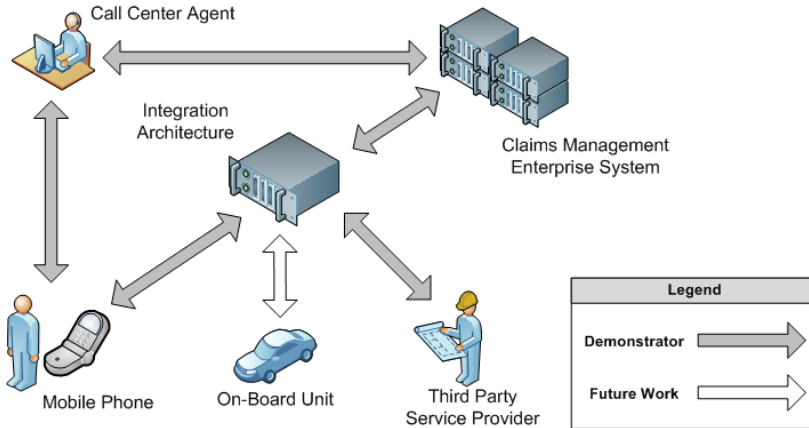 Call Center Agent
Integration
Architecture
Claims Management
Enterprise System
Mobile Phone
On-Board Unit
Third Party
Service Provider
Legend
Demonstrator
Future Work